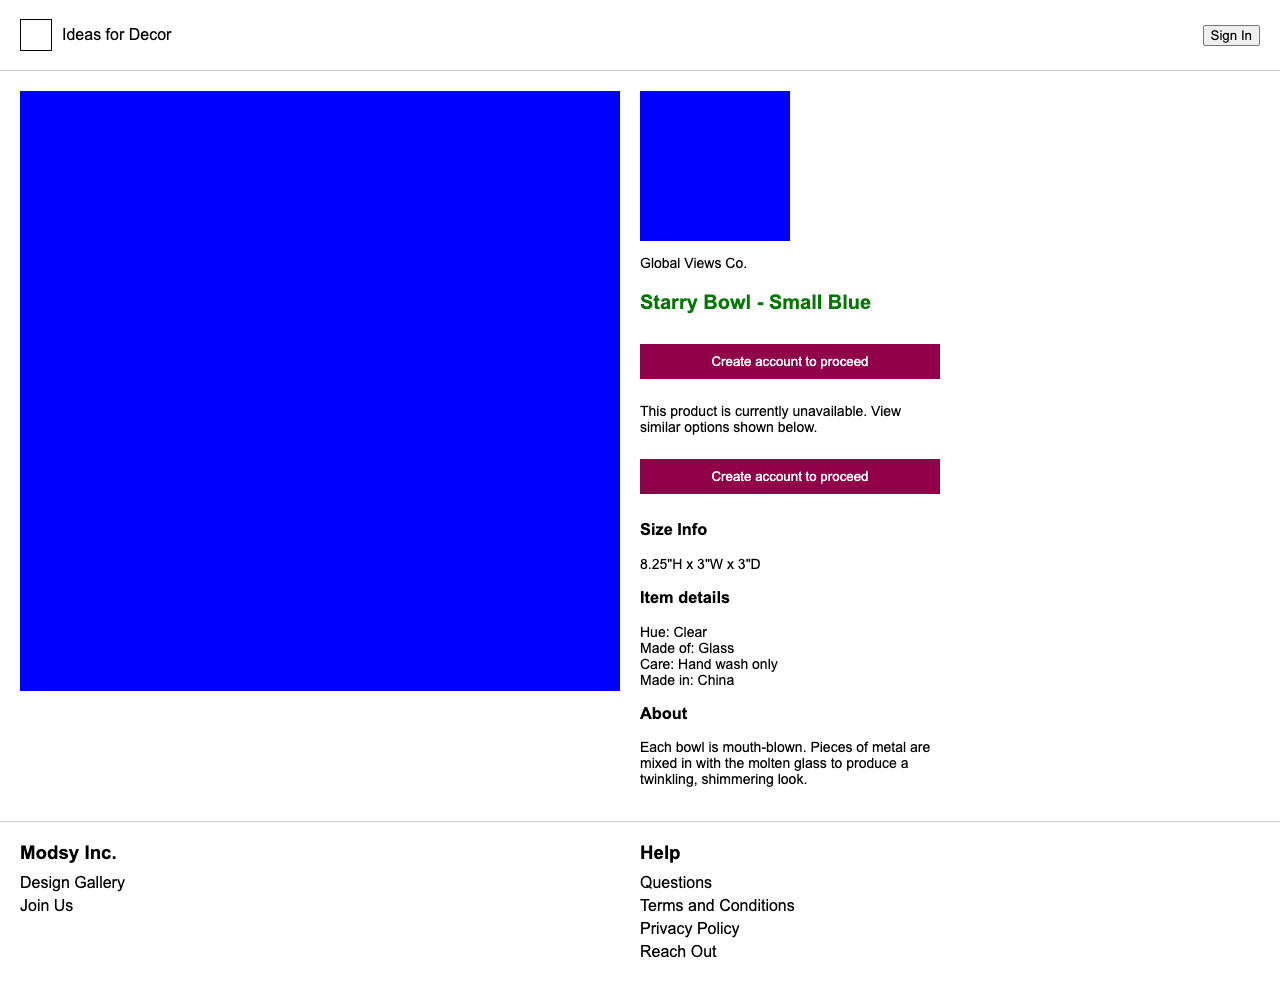 Ideas for Decor
Sign In
Global Views Co.
Starry Bowl - Small Blue
Create account to proceed
This product is currently unavailable. View
similar options shown below.
Create account to proceed
Size Info
8.25"H x 3"W x 3"D
Item details
Hue: Clear
Made of: Glass
Care: Hand wash only
Made in: China
About
Each bowl is mouth-blown. Pieces of metal are
mixed in with the molten glass to produce a
twinkling, shimmering look.
Modsy Inc.
Design Gallery
Join Us
Help
Questions
Terms and Conditions
Privacy Policy
Reach Out